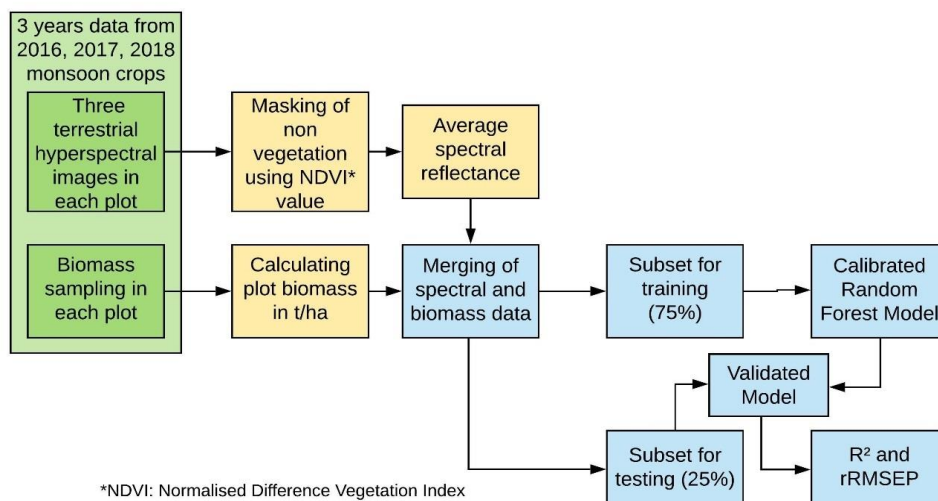 3 years data from
2016, 2017, 2018
monsoon crops
Three
terrestrial
hyperspectral
images in
each plot
Masking of
non
vegetation
using NDVI*
value
Average
spectral
reflectance
Biomass
sampling in
each plot
Calculating
plot biomass
in t/ha
Merging of
spectral and
biomass data
Subset for
training
(75%)
Calibrated
Random
Forest Model
Validated
Model
Subset for
testing (25%)
R² and
rRMSEP
*NDVI: Normalised Difference Vegetation Index